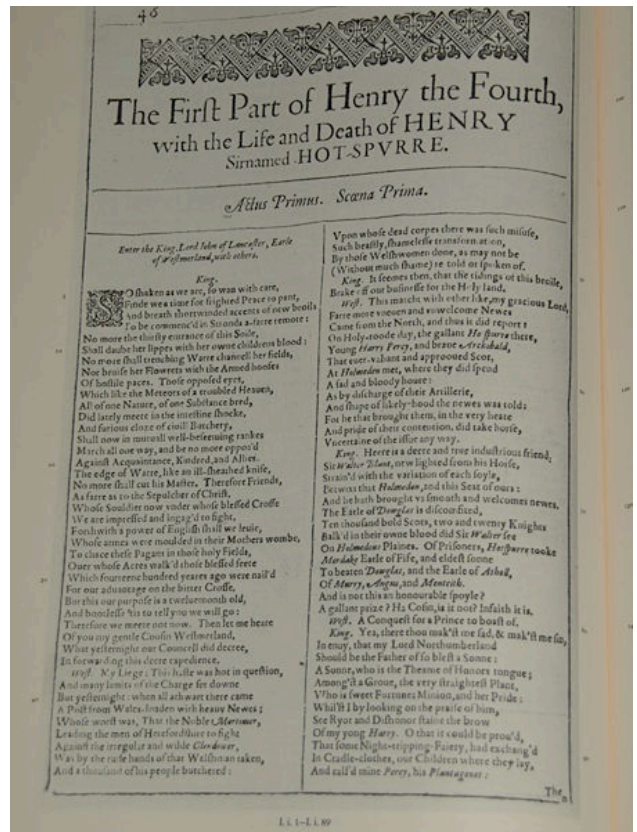 46
The Firſt Part of Henry the Fourth,
with the Life and Death of HENRY
Sirnamed HOT-SPVRRE.
Actus Primus. Scœna Prima.
Enter the King, Lord Iohn of Lancaſter, Earle
of Weſtmerland, with others.
King.
SO ſhaken as we are, ſo wan with care,
Finde we a time for frighted Peace to pant,
And breath ſhortwinded accents of new broils
To be commenc'd in Stronds a-farre remote:
No more the thirſty entrance of this Soile,
Shall daube her lippes with her owne childrens blood:
No more ſhall trenching Warre channell her fields,
Nor bruiſe her Flowrets with the Armed hoofes
Of hoſtile paces. Thoſe oppoſed eyes,
Which like the Meteors of a troubled Heauen,
All of one Nature, of one Subſtance bred,
Did lately meete in the inteſtine ſhocke,
And furious cloze of ciuill Butchery,
Shall now in mutuall well-beſeeming rankes
March all one way, and be no more oppos'd
Againſt Acquaintance, Kindred, and Allies.
The edge of Warre, like an ill-ſheathed knife,
No more ſhall cut his Maſter. Therefore Friends,
As farre as to the Sepulcher of Chriſt,
Whoſe Souldier now vnder whoſe bleſſed Croſſe
We are impreſſed and ingag'd to fight,
Forthwith a power of Engliſh ſhall we leuie,
Whoſe armes were moulded in their Mothers wombe,
To chace theſe Pagans in thoſe holy Fields,
Ouer whoſe Acres walk'd thoſe bleſſed feete
Which fourteene hundred yeares ago were nail'd
For our aduantage on the bitter Croſſe.
But this our purpoſe is a tweluemonth old,
And bootleſſe 'tis to tell you we will go:
Therefore we meete not now. Then let me heare
Of you my gentle Couſin Weſtmerland,
What yeſternight our Councell did decree,
In forwarding this deere expedience.
Weſt. My Liege: This haſte was hot in queſtion,
And many limits of the Charge ſet downe
But yeſternight: when all athwart there came
A Poſt from Wales, loaden with heauy Newes;
Whoſe worſt was, That the Noble Mortimer,
Leading the men of Herefordſhire to fight
Againſt the irregular and wilde Glendower,
Was by the rude hands of that Welſhman taken,
And a thouſand of his people butchered:
Vpon whoſe dead corpes there was ſuch miſuſe,
Such beaſtly, ſhameleſſe transformation,
By thoſe Welſhwomen done, as may not be
(Without much ſhame) re-told or ſpoken of.
King. It ſeemes then, that the tidings of this broile,
Brake off our buſineſſe for the Holy land.
Weſt. This matcht with other like, my gracious Lord,
Farre more vneuen and vnwelcome Newes
Came from the North, and thus it did report:
On Holy-roode day, the gallant Hotſpurre there,
Young Harry Percy, and braue Archibald,
That euer-valiant and approoued Scot,
At Holmeden met, where they did ſpend
A ſad and bloody houre:
As by diſcharge of their Artillerie,
And ſhape of likely-hood the newes was told:
For he that brought them, in the very heate
And pride of their contention, did take horſe,
Vncertaine of the iſſue any way.
King. Heere is a deere and true induſtrious friend,
Sir Walter Blunt, new lighted from his Horſe,
Strain'd with the variation of each ſoyle,
Betwixt that Holmedon, and this Seat of ours:
And he hath brought vs ſmooth and welcomes newes.
The Earle of Dowglas is diſcomfited,
Ten thouſand bold Scots, two and twenty Knights
Balk'd in their owne blood did Sir Walter ſee
On Holmedons Plaines. Of Priſoners, Hotſpurre tooke
Mordake Earle of Fife, and eldeſt ſonne
To beaten Dowglas, and the Earle of Atholl,
Of Murry, Angus, and Menteith.
And is not this an honourable ſpoyle?
A gallant prize? Ha Coſin, is it not? Infaith it is.
Weſt. A Conqueſt for a Prince to boaſt of.
King. Yea, there thou mak'ſt me ſad, & mak'ſt me ſin,
In enuy, that my Lord Northumberland
Should be the Father of ſo bleſt a Sonne:
A Sonne, who is the Theame of Honors tongue;
Among'ſt a Groue, the very ſtraighteſt Plant,
Who is ſweet Fortunes Minion, and her Pride:
Whil'ſt I by looking on the praiſe of him,
See Ryot and Diſhonor ſtaine the brow
Of my yong Harry. O that it could be prou'd,
That ſome Night-tripping-Faiery, had exchang'd
In Cradle-clothes, our Children where they lay,
And call'd mine Percy, his Plantagenet:
The
I. i. 1–I. i. 89